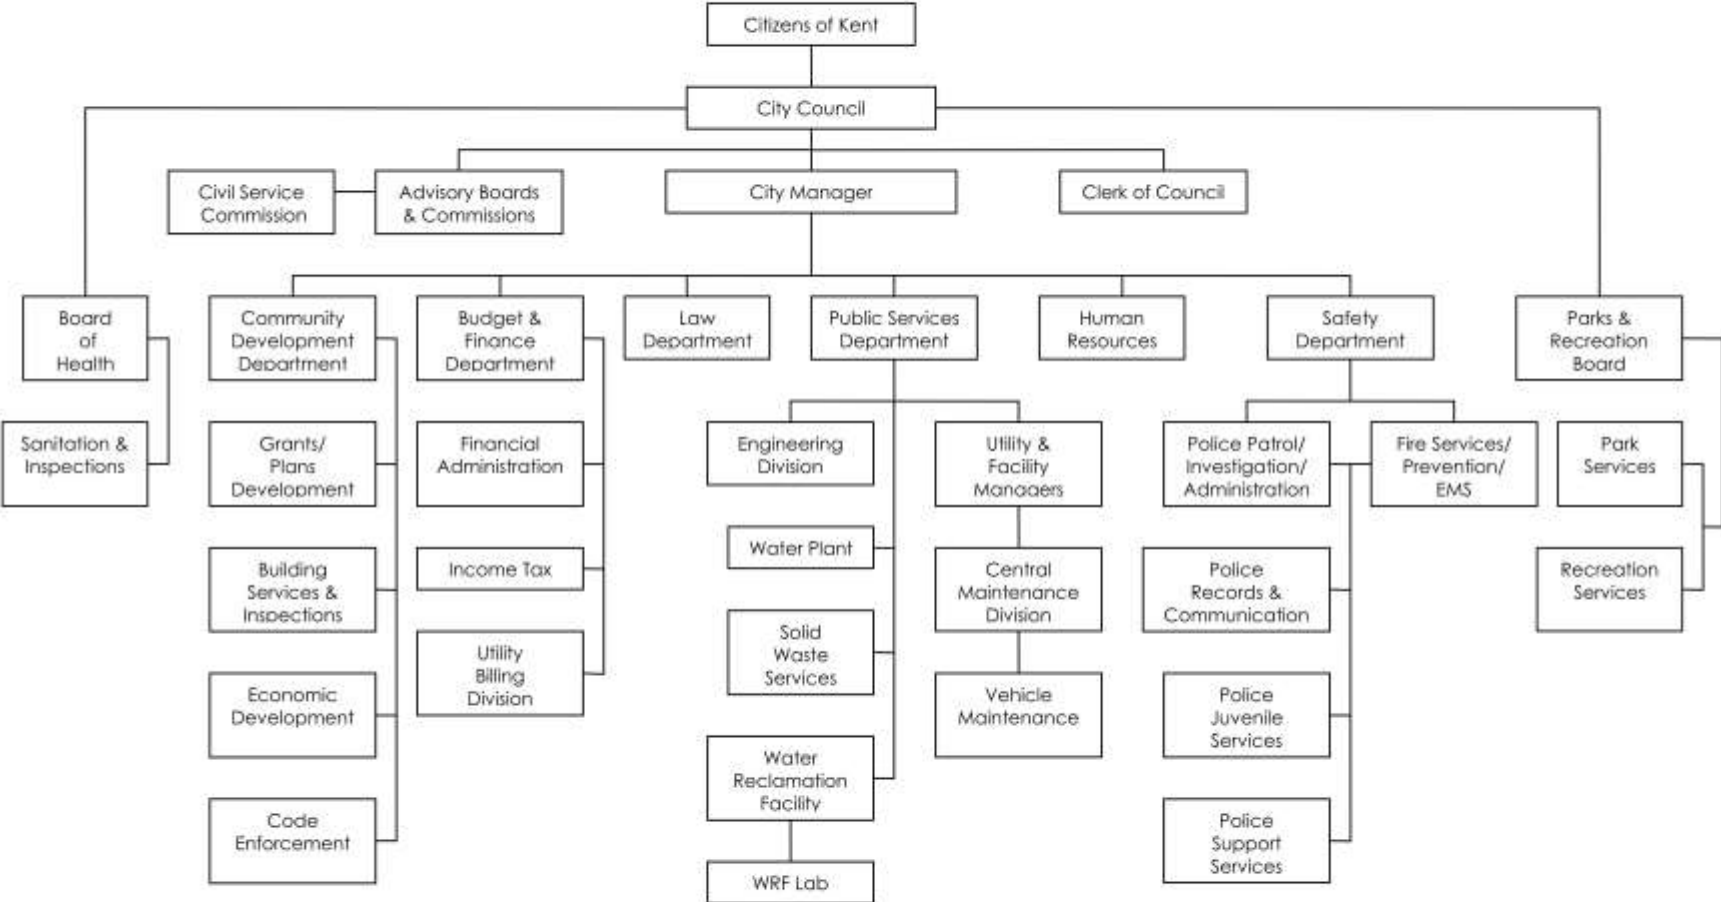 Citizens of Kent
City Council
Civil Service
Commission
Advisory Boards
& Commissions
City Manager
Clerk of Council
Board
of
Health
Community
Development
Department
Budget &
Finance
Department
Law
Department
Public Services
Department
Human
Resources
Safety
Department
Parks &
Recreation
Board
Sanitation &
Inspections
Grants/
Plans
Development
Financial
Administration
Engineering
Division
Utility &
Facility
Managers
Police Patrol/
Investigation/
Administration
Fire Services/
Prevention/
EMS
Park
Services
Building
Services &
Inspections
Income Tax
Water Plant
Central
Maintenance
Division
Police
Records &
Communication
Recreation
Services
Utility
Billing
Division
Solid
Waste
Services
Economic
Development
Vehicle
Maintenance
Police
Juvenile
Services
Water
Reclamation
Facility
Code
Enforcement
Police
Support
Services
WRF Lab